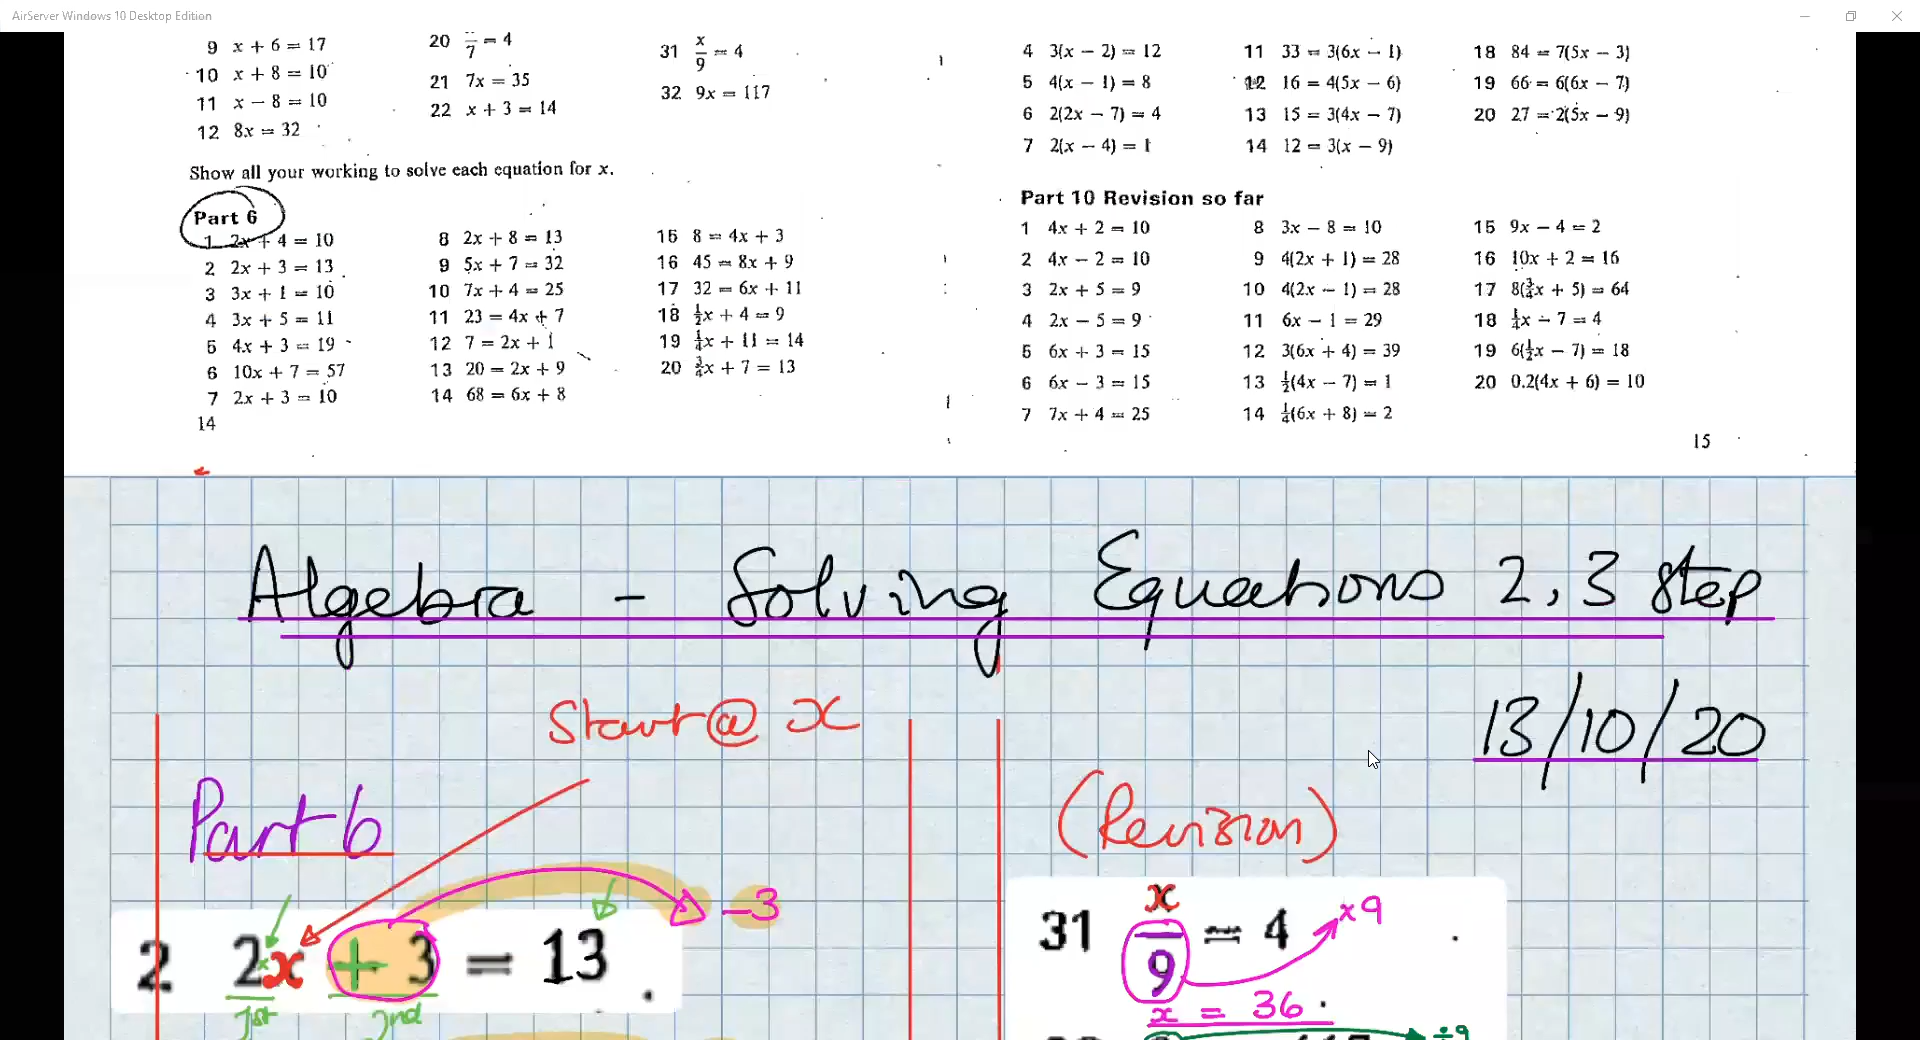 AirServer Windows 10 Desktop Edition
9 x + 6 = 17
10 x + 8 = 10
11 x − 8 = 10
12 8x = 32
20 /7 = 4
21 7x = 35
22 x + 3 = 14
31 x/9 = 4
32 9x = 117
Show all your working to solve each equation for x.
Part 6
1 2x + 4 = 10
2 2x + 3 = 13
3 3x + 1 = 10
4 3x + 5 = 11
5 4x + 3 = 19
6 10x + 7 = 57
7 2x + 3 = 10
8 2x + 8 = 13
9 5x + 7 = 32
10 7x + 4 = 25
11 23 = 4x + 7
12 7 = 2x + 1
13 20 = 2x + 9
14 68 = 6x + 8
15 8 = 4x + 3
16 45 = 8x + 9
17 32 = 6x + 11
18 ½x + 4 = 9
19 ¼x + 11 = 14
20 ¾x + 7 = 13
14
4 3(x − 2) = 12
5 4(x − 1) = 8
6 2(2x − 7) = 4
7 2(x − 4) = 1
11 33 = 3(6x − 1)
12 16 = 4(5x − 6)
13 15 = 3(4x − 7)
14 12 = 3(x − 9)
18 84 = 7(5x − 3)
19 66 = 6(6x − 7)
20 27 = 2(5x − 9)
Part 10 Revision so far
1 4x + 2 = 10
2 4x − 2 = 10
3 2x + 5 = 9
4 2x − 5 = 9
5 6x + 3 = 15
6 6x − 3 = 15
7 7x + 4 = 25
8 3x − 8 = 10
9 4(2x + 1) = 28
10 4(2x − 1) = 28
11 6x − 1 = 29
12 3(6x + 4) = 39
13 ½(4x − 7) = 1
14 ¼(6x + 8) = 2
15 9x − 4 = 2
16 10x + 2 = 16
17 8(¾x + 5) = 64
18 ¼x − 7 = 4
19 6(½x − 7) = 18
20 0.2(4x + 6) = 10
15
Algebra - Solving Equations 2,3 step
13/10/20
Start @ x
Part 6
−3
2 2x + 3 = 13
1st 2nd
(Revision)
31 x/9 = 4 ×9
x = 36
÷9